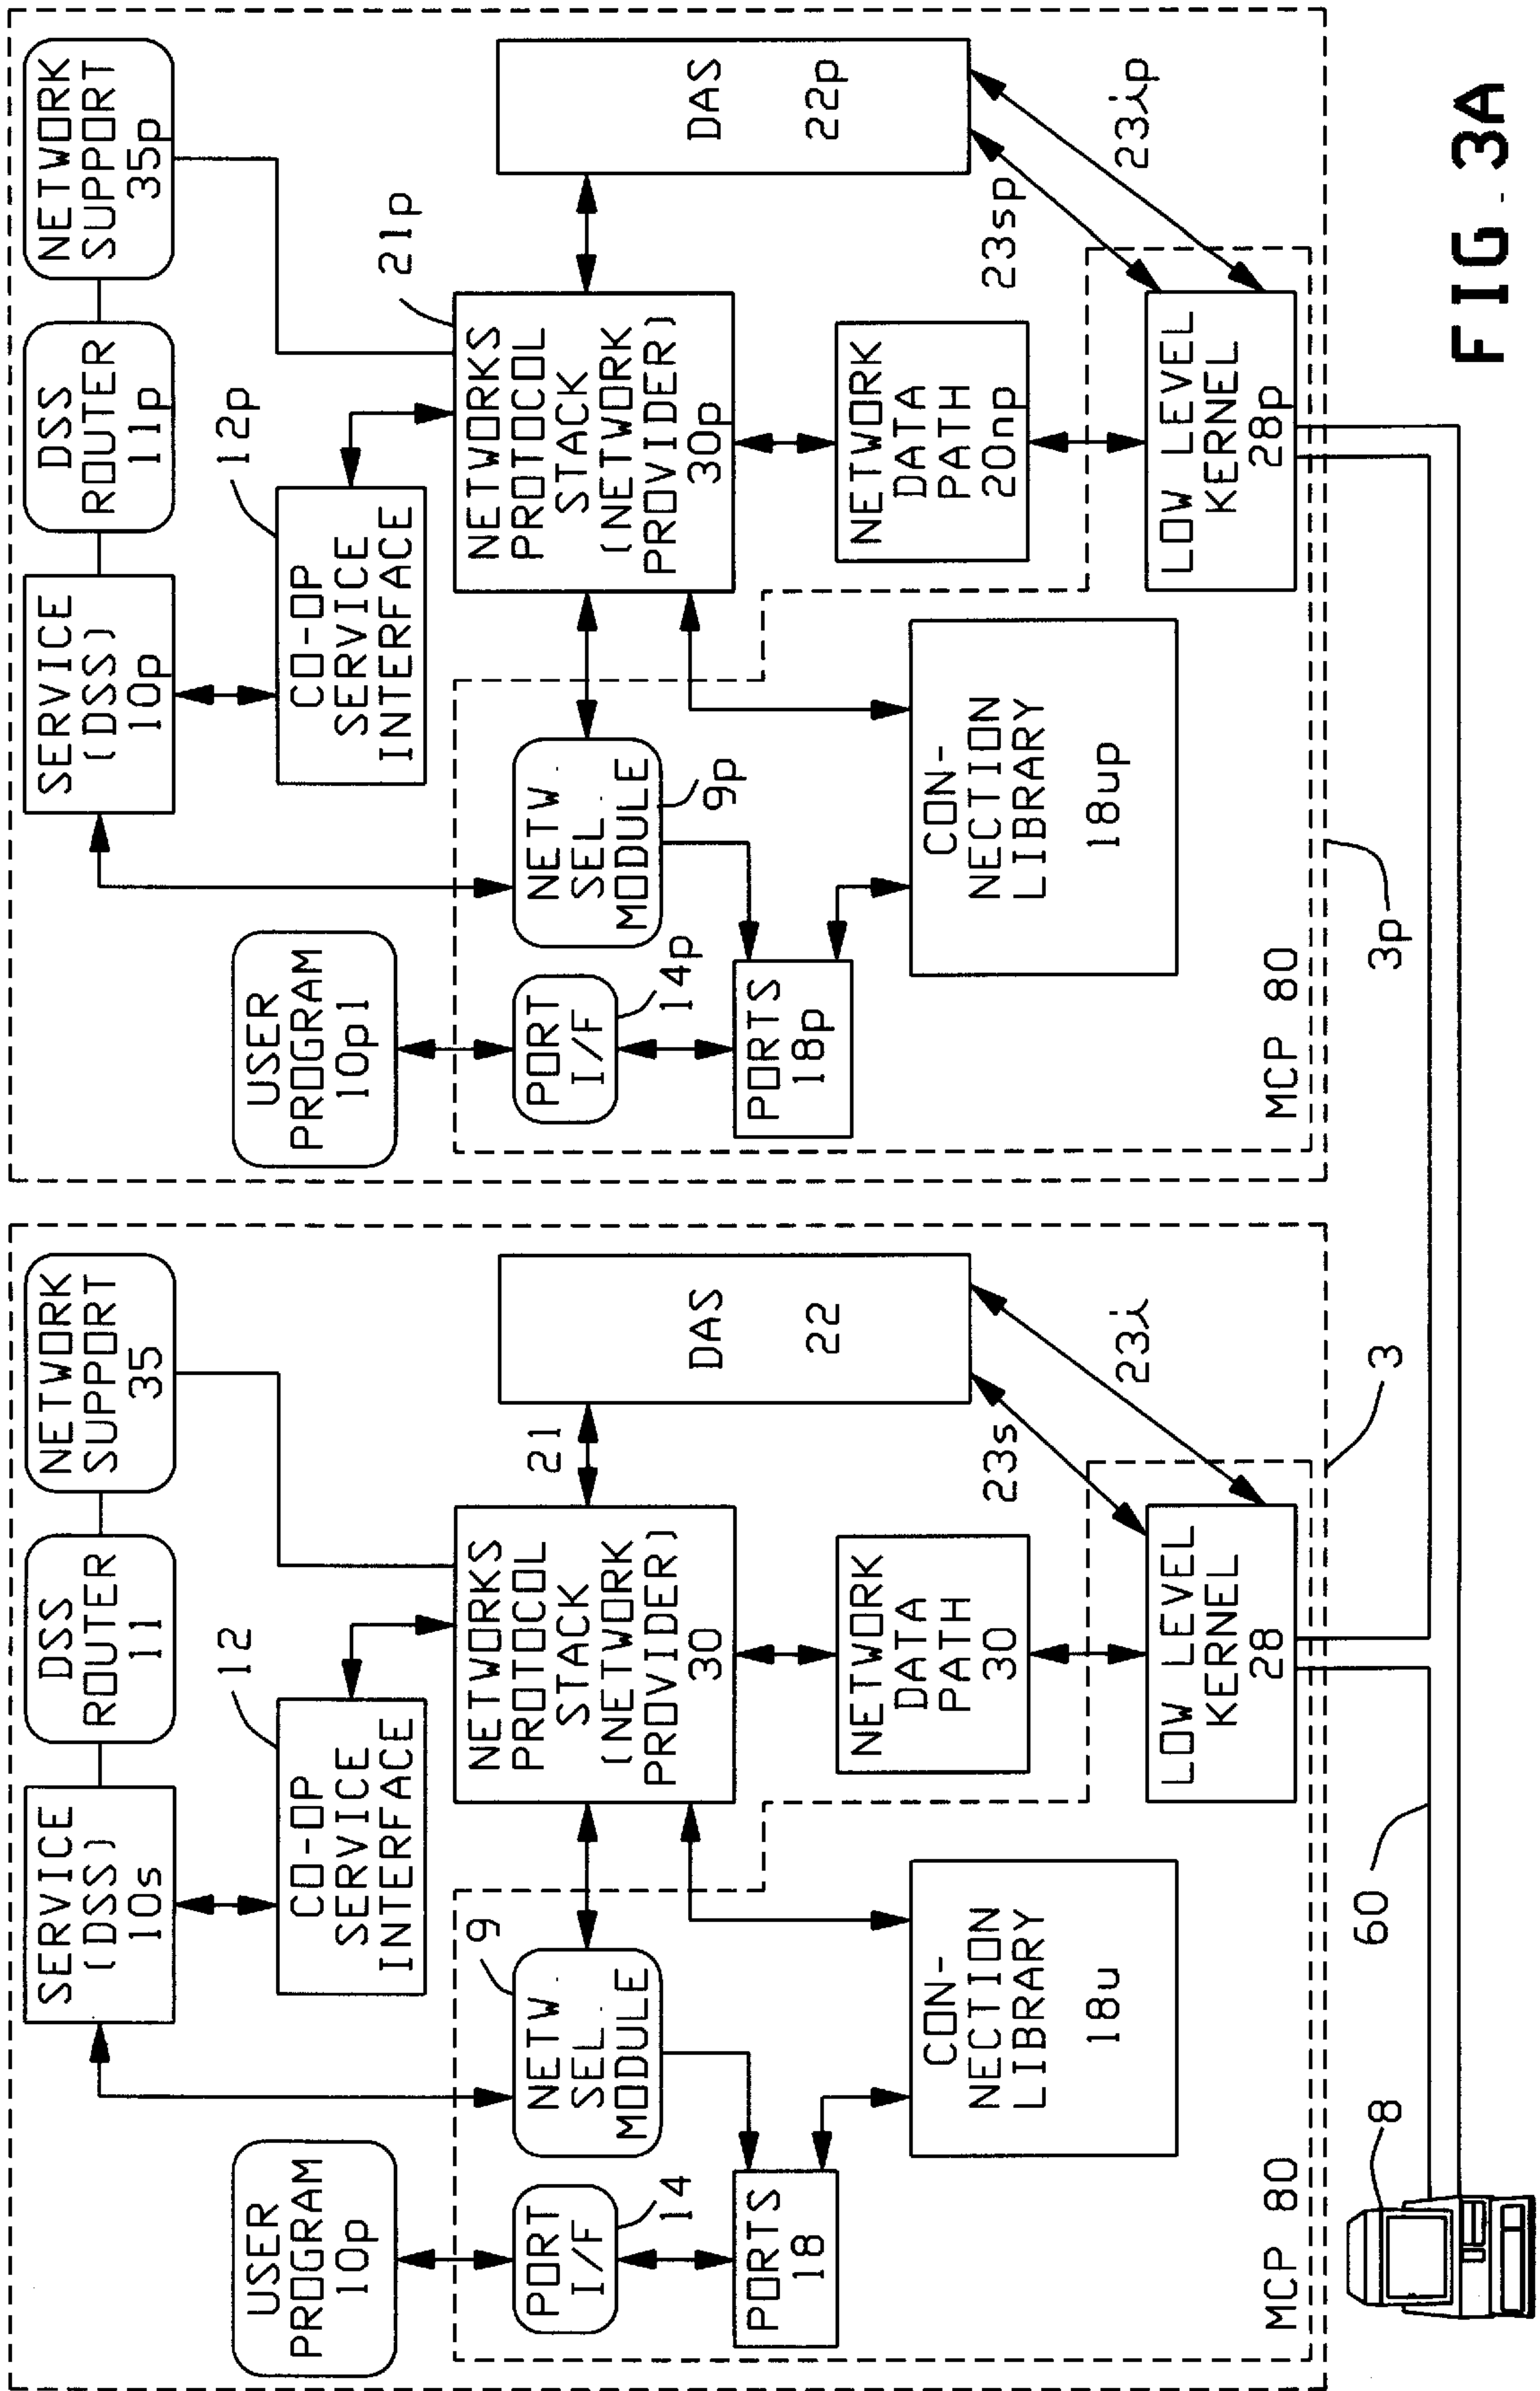 USER
PROGRAM
10p
SERVICE
(DSS)
10s
DSS
ROUTER
11
NETWORK
SUPPORT
35
CO-OP
SERVICE
INTERFACE
12
PORT
I/F
14
NETW.
SEL.
MODULE
9
NETWORKS
PROTOCOL
STACK
(NETWORK
PROVIDER)
30
21
DAS
22
PORTS
18
CON-
NECTION
LIBRARY
18u
NETWORK
DATA
PATH
30
23s
23i
LOW LEVEL
KERNEL
28
MCP 80
3
8
60
USER
PROGRAM
10p1
SERVICE
(DSS)
10p
DSS
ROUTER
11p
NETWORK
SUPPORT
35p
CO-OP
SERVICE
INTERFACE
12p
PORT
I/F
14p
NETW.
SEL.
MODULE
9p
NETWORKS
PROTOCOL
STACK
(NETWORK
PROVIDER)
30p
21p
DAS
22p
PORTS
18p
CON-
NECTION
LIBRARY
18up
NETWORK
DATA
PATH
20np
23sp
23ip
LOW LEVEL
KERNEL
28p
MCP 80
3p
FIG. 3A